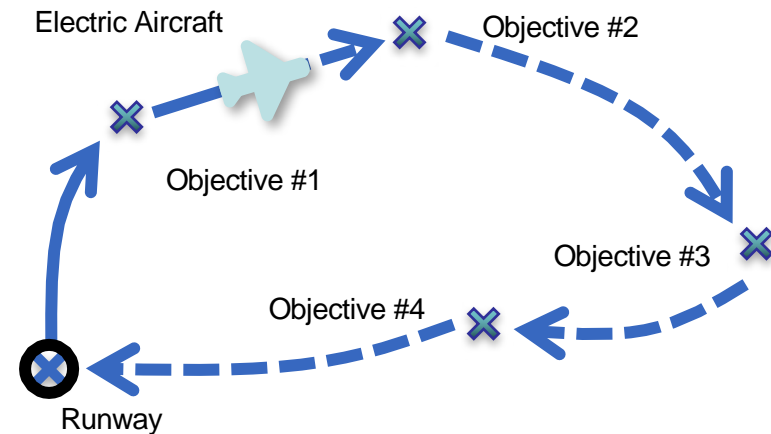 Electric Aircraft
Objective #2
Objective #1
Objective #3
Objective #4
Runway